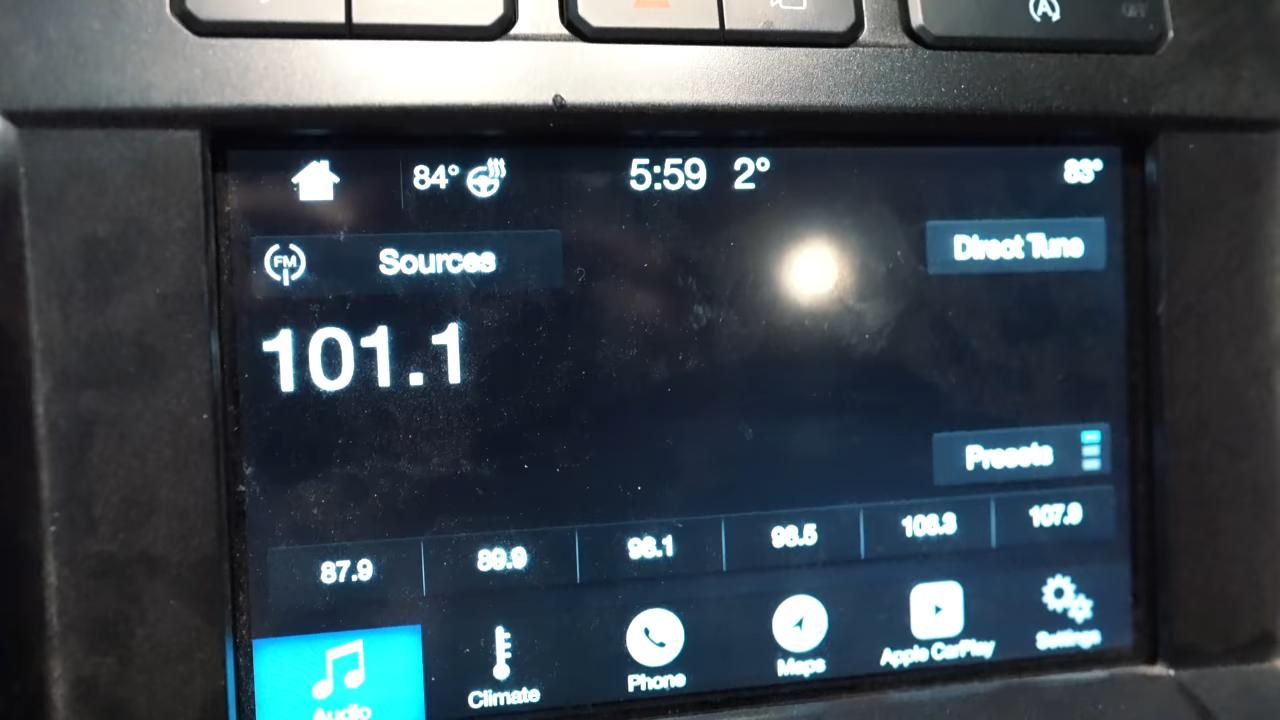 OFF
84° 5:59 2° 83°
FM Sources Direct Tune
101.1
Presets
87.9 89.9 98.1 98.5 106.3 107.9
Audio Climate Phone Maps Apple CarPlay Settings